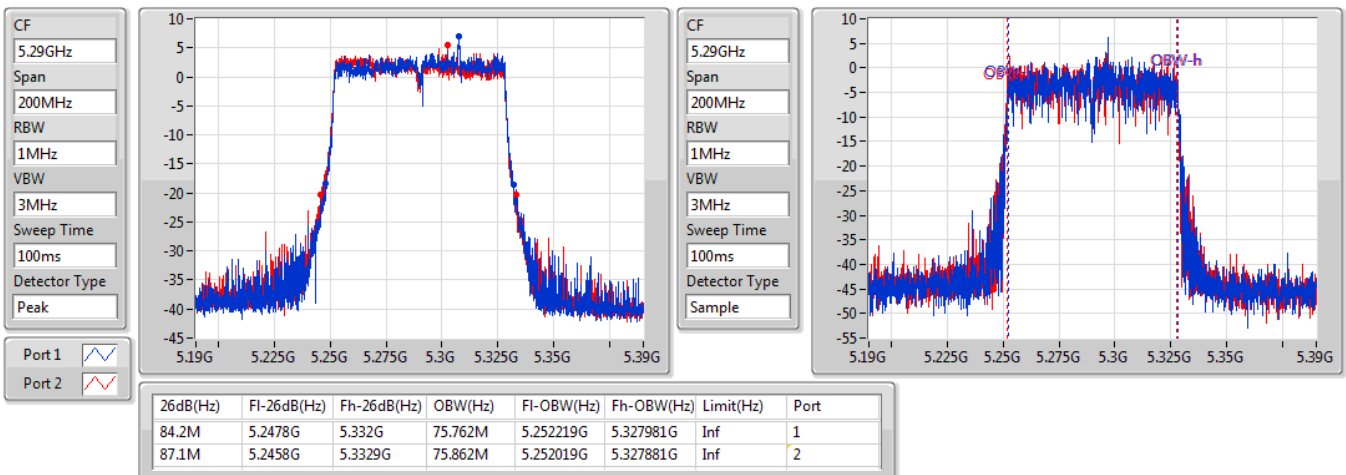 CF
5.29GHz
Span
200MHz
RBW
1MHz
VBW
3MHz
Sweep Time
100ms
Detector Type
Peak
Port 1
Port 2
10
5
0
-5
-10
-15
-20
-25
-30
-35
-40
-45
5.19G 5.225G 5.25G 5.275G 5.3G 5.325G 5.35G 5.39G
CF
5.29GHz
Span
200MHz
RBW
1MHz
VBW
3MHz
Sweep Time
100ms
Detector Type
Sample
10
5
0
-5
-10
-15
-20
-25
-30
-35
-40
-45
-50
-55
OBW-h
5.19G 5.225G 5.25G 5.275G 5.3G 5.325G 5.35G 5.39G
26dB(Hz) Fl-26dB(Hz) Fh-26dB(Hz) OBW(Hz) Fl-OBW(Hz) Fh-OBW(Hz) Limit(Hz) Port
84.2M 5.2478G 5.332G 75.762M 5.252219G 5.327981G Inf 1
87.1M 5.2458G 5.3329G 75.862M 5.252019G 5.327881G Inf 2